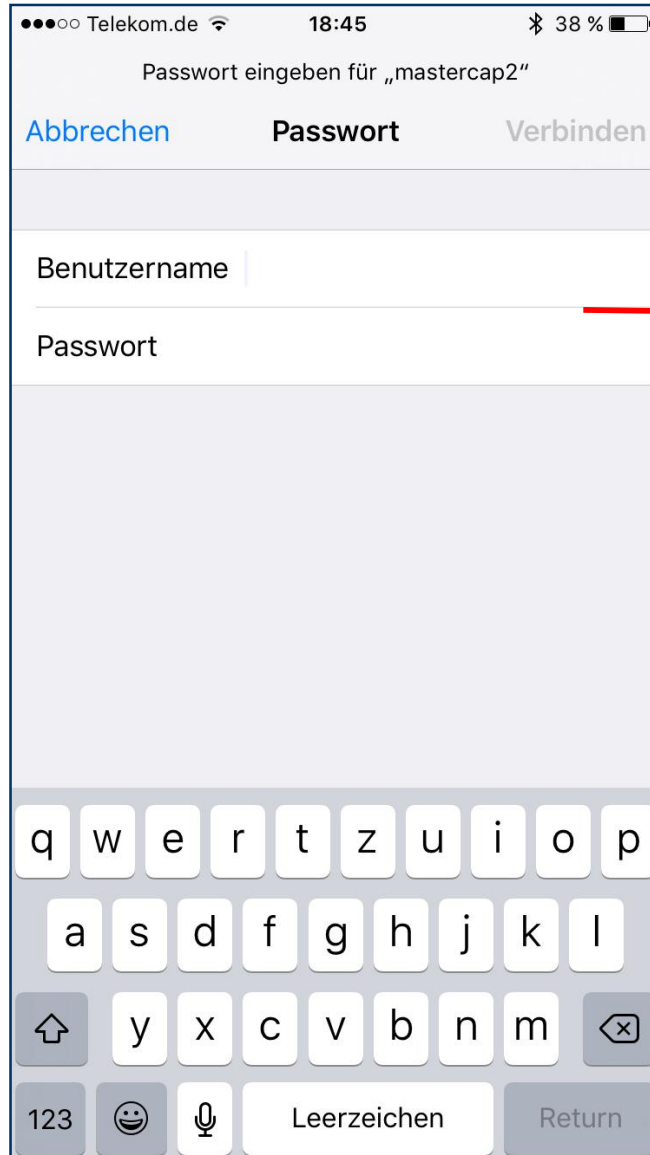 Telekom.de 18:45 38 %
Passwort eingeben für „mastercap2“
Abbrechen Passwort Verbinden
Benutzername
Passwort
q w e r t z u i o p
a s d f g h j k l
y x c v b n m
123 Leerzeichen Return